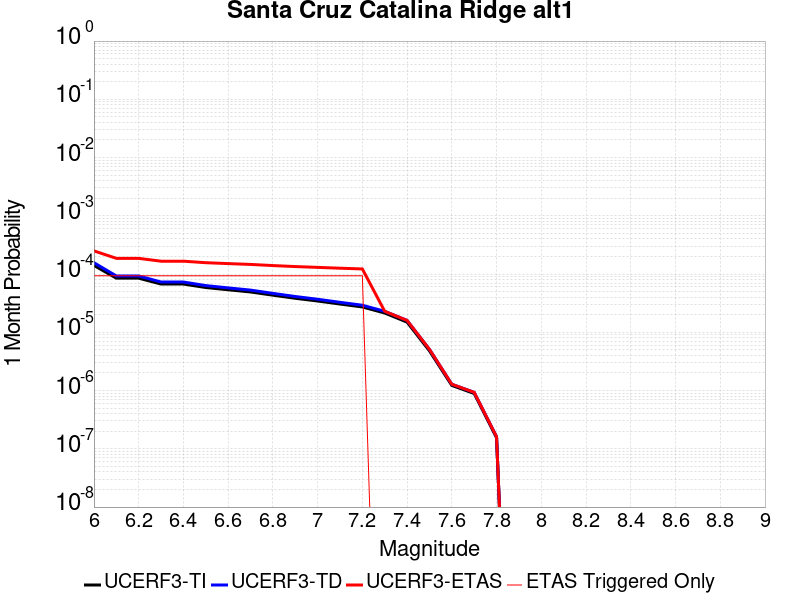 Santa Cruz Catalina Ridge alt1
10^0
10^-1
10^-2
10^-3
10^-4
10^-5
10^-6
10^-7
10^-8
1 Month Probability
6 6.2 6.4 6.6 6.8 7 7.2 7.4 7.6 7.8 8 8.2 8.4 8.6 8.8 9
Magnitude
UCERF3-TI UCERF3-TD UCERF3-ETAS ETAS Triggered Only